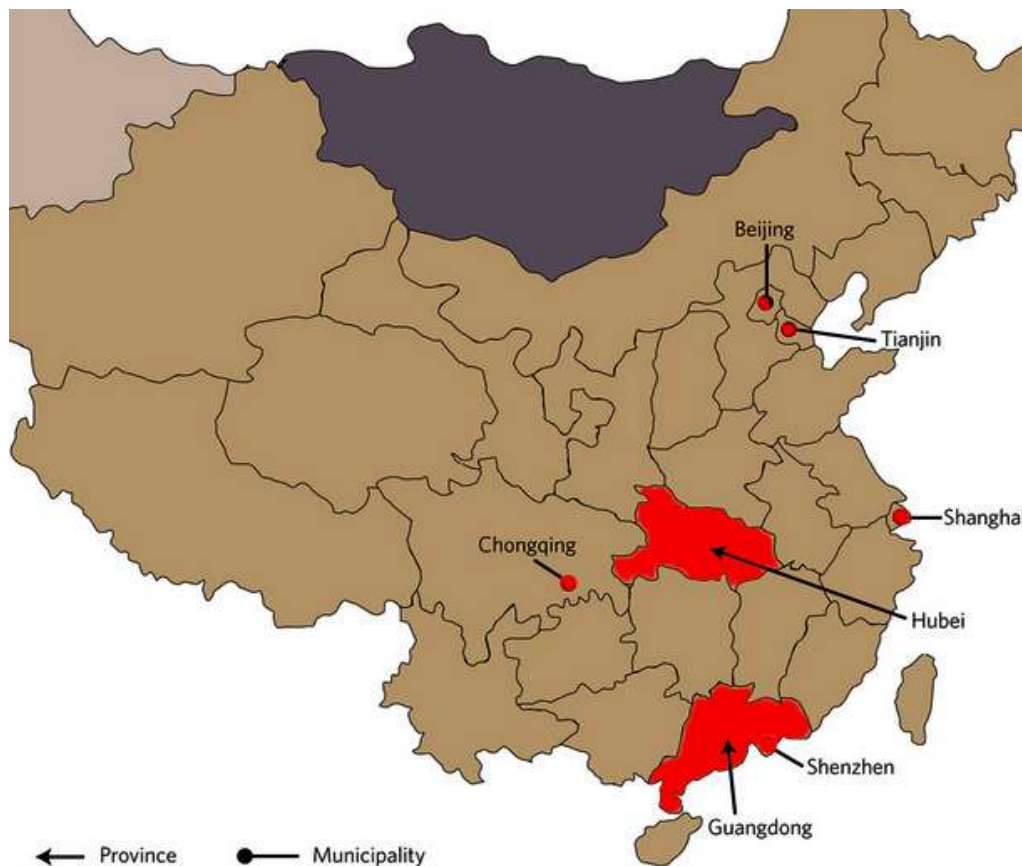 Beijing
Tianjin
Shangha
Chongqing
Hubei
Shenzhen
Guangdong
Province
Municipality